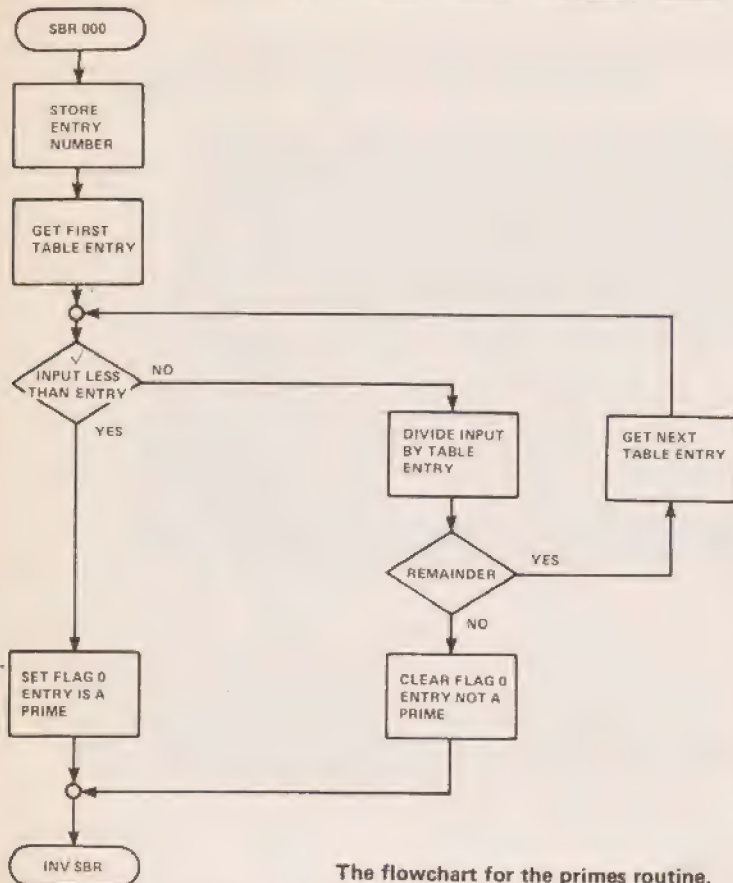 SBR 000
STORE
ENTRY
NUMBER
GET FIRST
TABLE ENTRY
√
INPUT LESS
THAN ENTRY
NO
YES
DIVIDE INPUT
BY TABLE
ENTRY
GET NEXT
TABLE ENTRY
REMAINDER
YES
NO
SET FLAG 0
ENTRY IS A
PRIME
CLEAR FLAG 0
ENTRY NOT A
PRIME
INV SBR
The flowchart for the primes routine.